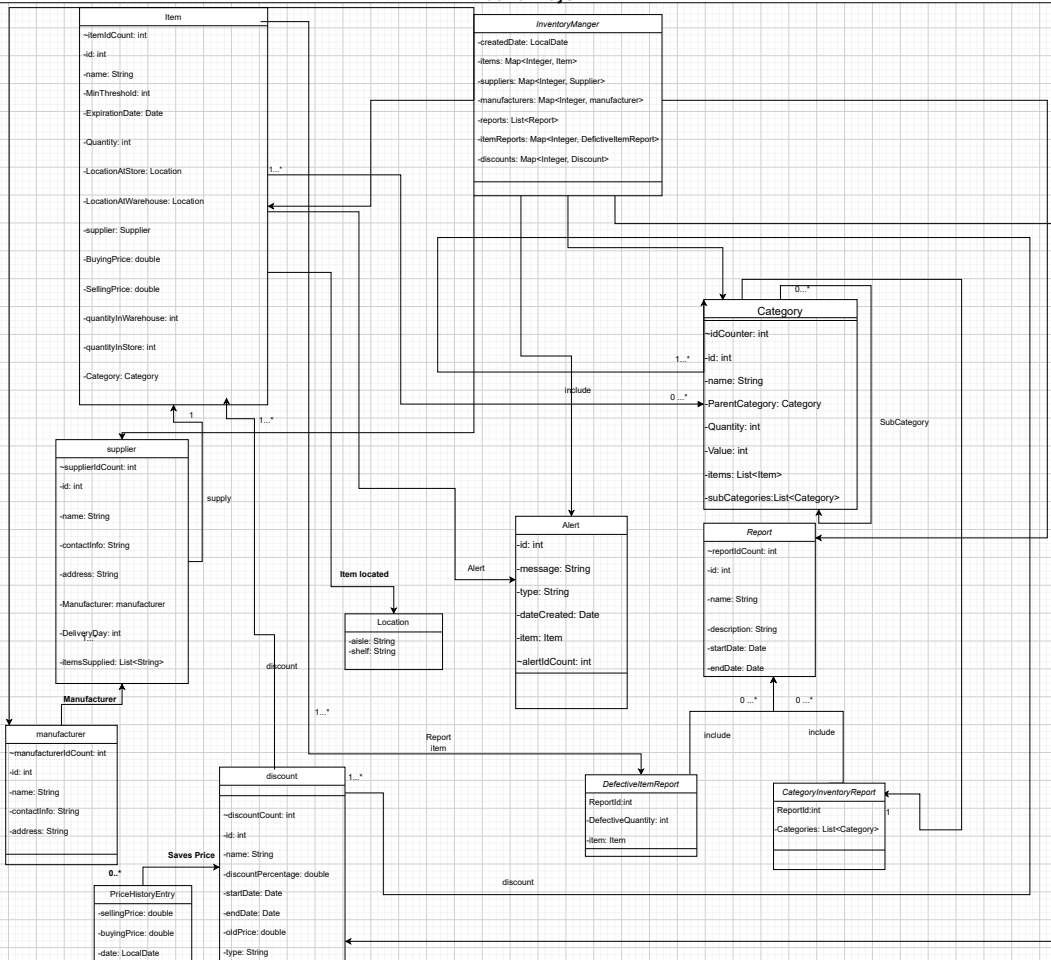 Item
~itemIdCount: int
-id: int
-name: String
-MinThreshold: int
-ExpirationDate: Date
-Quantity: int
-LocationAtStore: Location
-LocationAtWarehouse: Location
-supplier: Supplier
-BuyingPrice: double
-SellingPrice: double
-quantityInWarehouse: int
-quantityInStore: int
-Category: Category
InventoryManger
-createdDate: LocalDate
-items: Map<Integer, Item>
-suppliers: Map<Integer, Supplier>
-manufacturers: Map<Integer, manufacturer>
-reports: List<Report>
-itemReports: Map<Integer, DefictiveItemReport>
-discounts: Map<Integer, Discount>
1...*
0...*
Category
~idCounter: int
-id: int
-name: String
-ParentCategory: Category
-Quantity: int
-Value: int
-items: List<Item>
-subCategories:List<Category>
1...*
include
0 ...*
SubCategory
1
1...*
supplier
~supplierIdCount: int
-id: int
-name: String
-contactInfo: String
-address: String
-Manufacturer: manufacturer
-DeliveryDay: int
1...
-itemsSupplied: List<String>
supply
Alert
-id: int
-message: String
-type: String
-dateCreated: Date
-item: Item
~alertIdCount: int
Alert
Report
~reportIdCount: int
-id: int
-name: String
-description: String
-startDate: Date
-endDate: Date
Item located
Location
-aisle: String
-shelf: String
discount
Manufacturer
manufacturer
~manufacturerIdCount: int
-id: int
-name: String
-contactInfo: String
-address: String
1...*
Report
item
0 ...*
0 ...*
include
include
discount
1...*
~discountCount: int
-id: int
-name: String
-discountPercentage: double
-startDate: Date
-endDate: Date
-oldPrice: double
-type: String
DefectiveItemReport
ReportId:int
-DefectiveQuantity: int
-item: Item
CategoryInventoryReport
ReportId:int
-Categories: List<Category>
1
Saves Price
0..*
PriceHistoryEntry
-sellingPrice: double
-buyingPrice: double
-date: LocalDate
discount